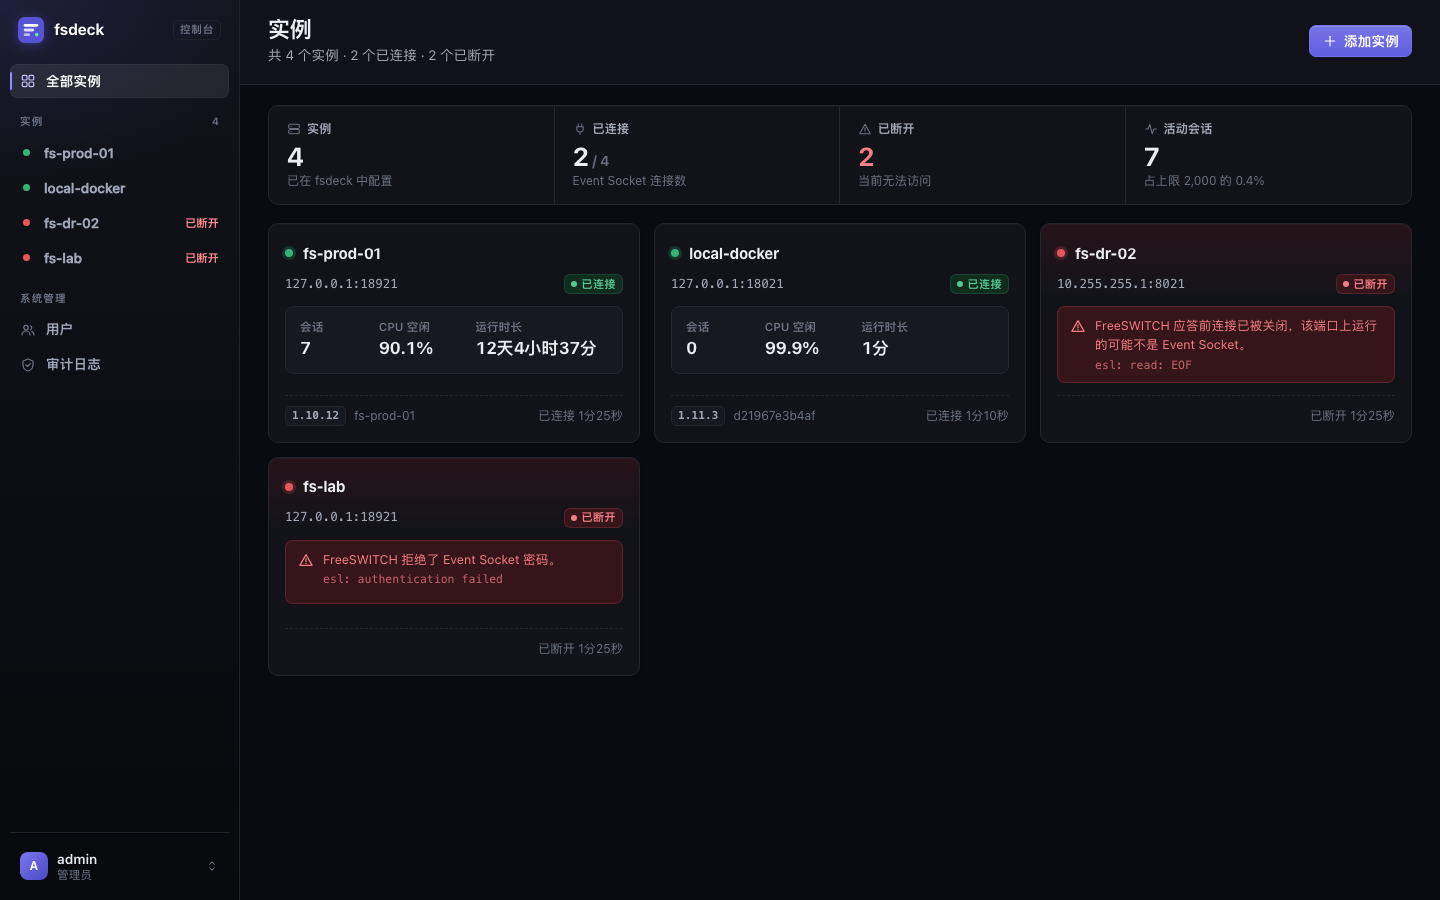 fsdeck 控制台
全部实例
实例 4
fs-prod-01
local-docker
fs-dr-02 已断开
fs-lab 已断开
系统管理
用户
审计日志
A
admin
管理员
实例
共 4 个实例 · 2 个已连接 · 2 个已断开
添加实例
实例
4
已在 fsdeck 中配置
已连接
2 / 4
Event Socket 连接数
已断开
2
当前无法访问
活动会话
7
占上限 2,000 的 0.4%
fs-prod-01
127.0.0.1:18921 已连接
会话 CPU 空闲 运行时长
7 90.1% 12天4小时37分
1.10.12 fs-prod-01 已连接 1分25秒
local-docker
127.0.0.1:18021 已连接
会话 CPU 空闲 运行时长
0 99.9% 1分
1.11.3 d21967e3b4af 已连接 1分10秒
fs-dr-02
10.255.255.1:8021 已断开
FreeSWITCH 应答前连接已被关闭，该端口上运行
的可能不是 Event Socket。
esl: read: EOF
已断开 1分25秒
fs-lab
127.0.0.1:18921 已断开
FreeSWITCH 拒绝了 Event Socket 密码。
esl: authentication failed
已断开 1分25秒